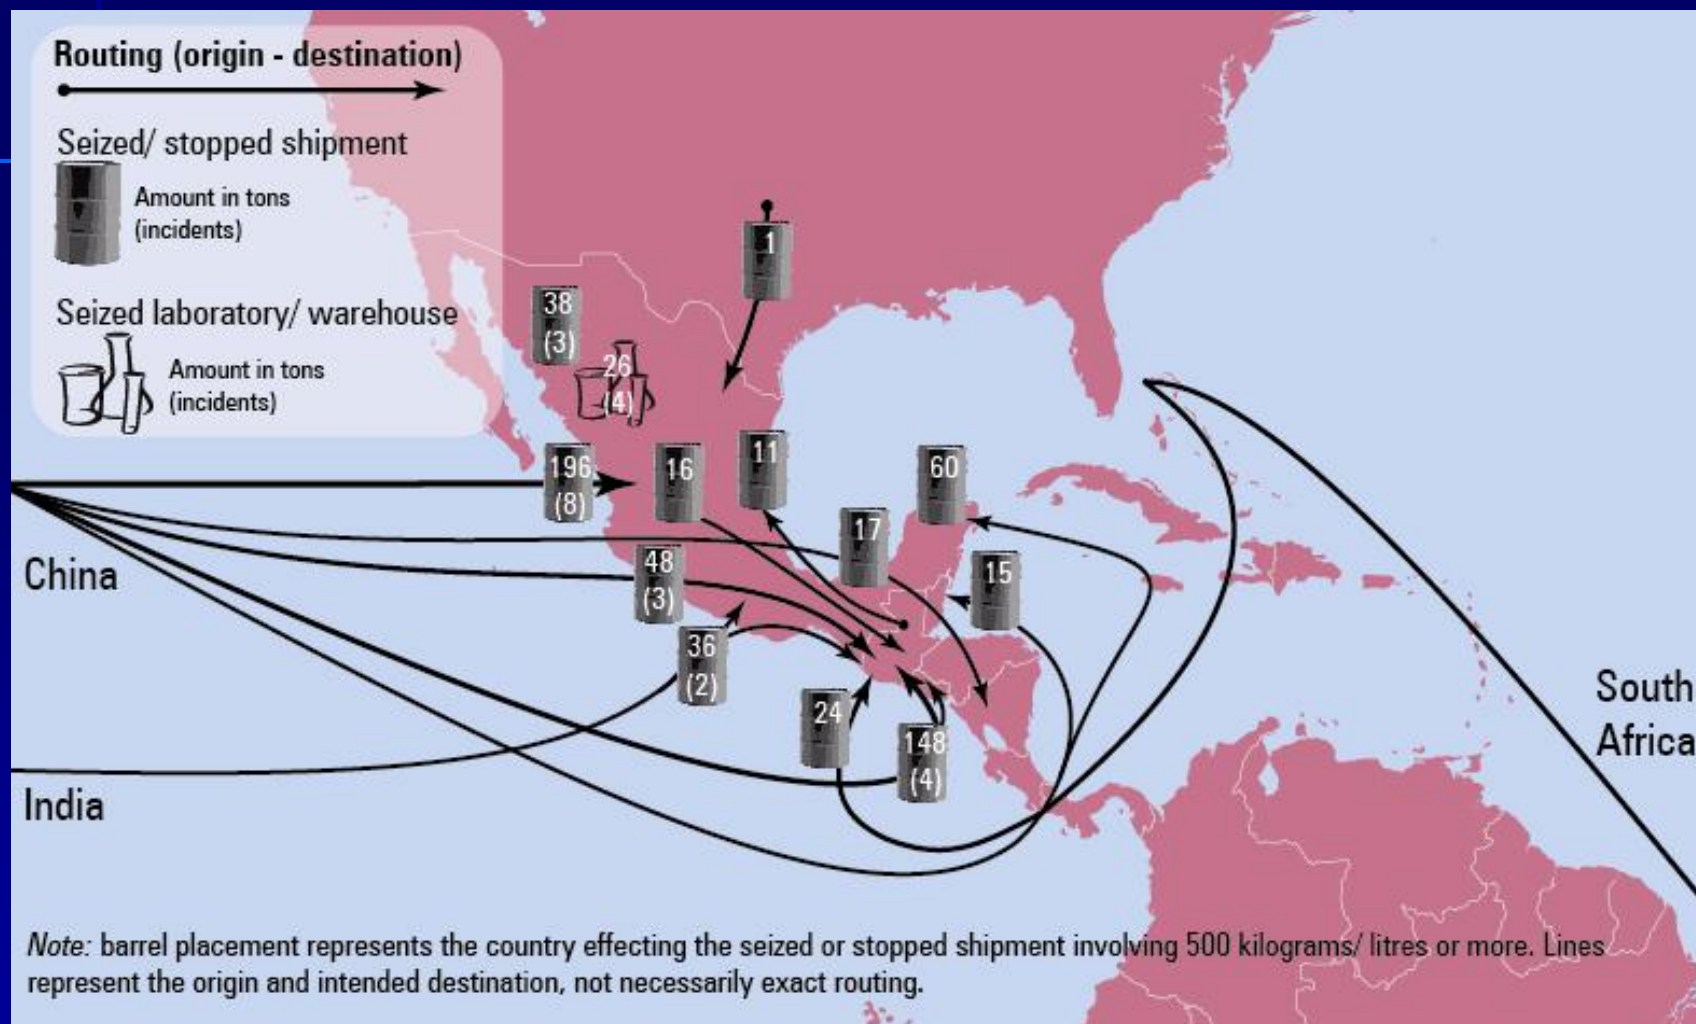 Routing (origin - destination)
Seized/ stopped shipment
Amount in tons
(incidents)
Seized laboratory/ warehouse
Amount in tons
(incidents)
1
38
(3)
26
(4)
196
(8)
16
11
60
17
48
(3)
15
36
(2)
24
148
(4)
China
India
South
Africa
Note: barrel placement represents the country effecting the seized or stopped shipment involving 500 kilograms/ litres or more. Lines
represent the origin and intended destination, not necessarily exact routing.